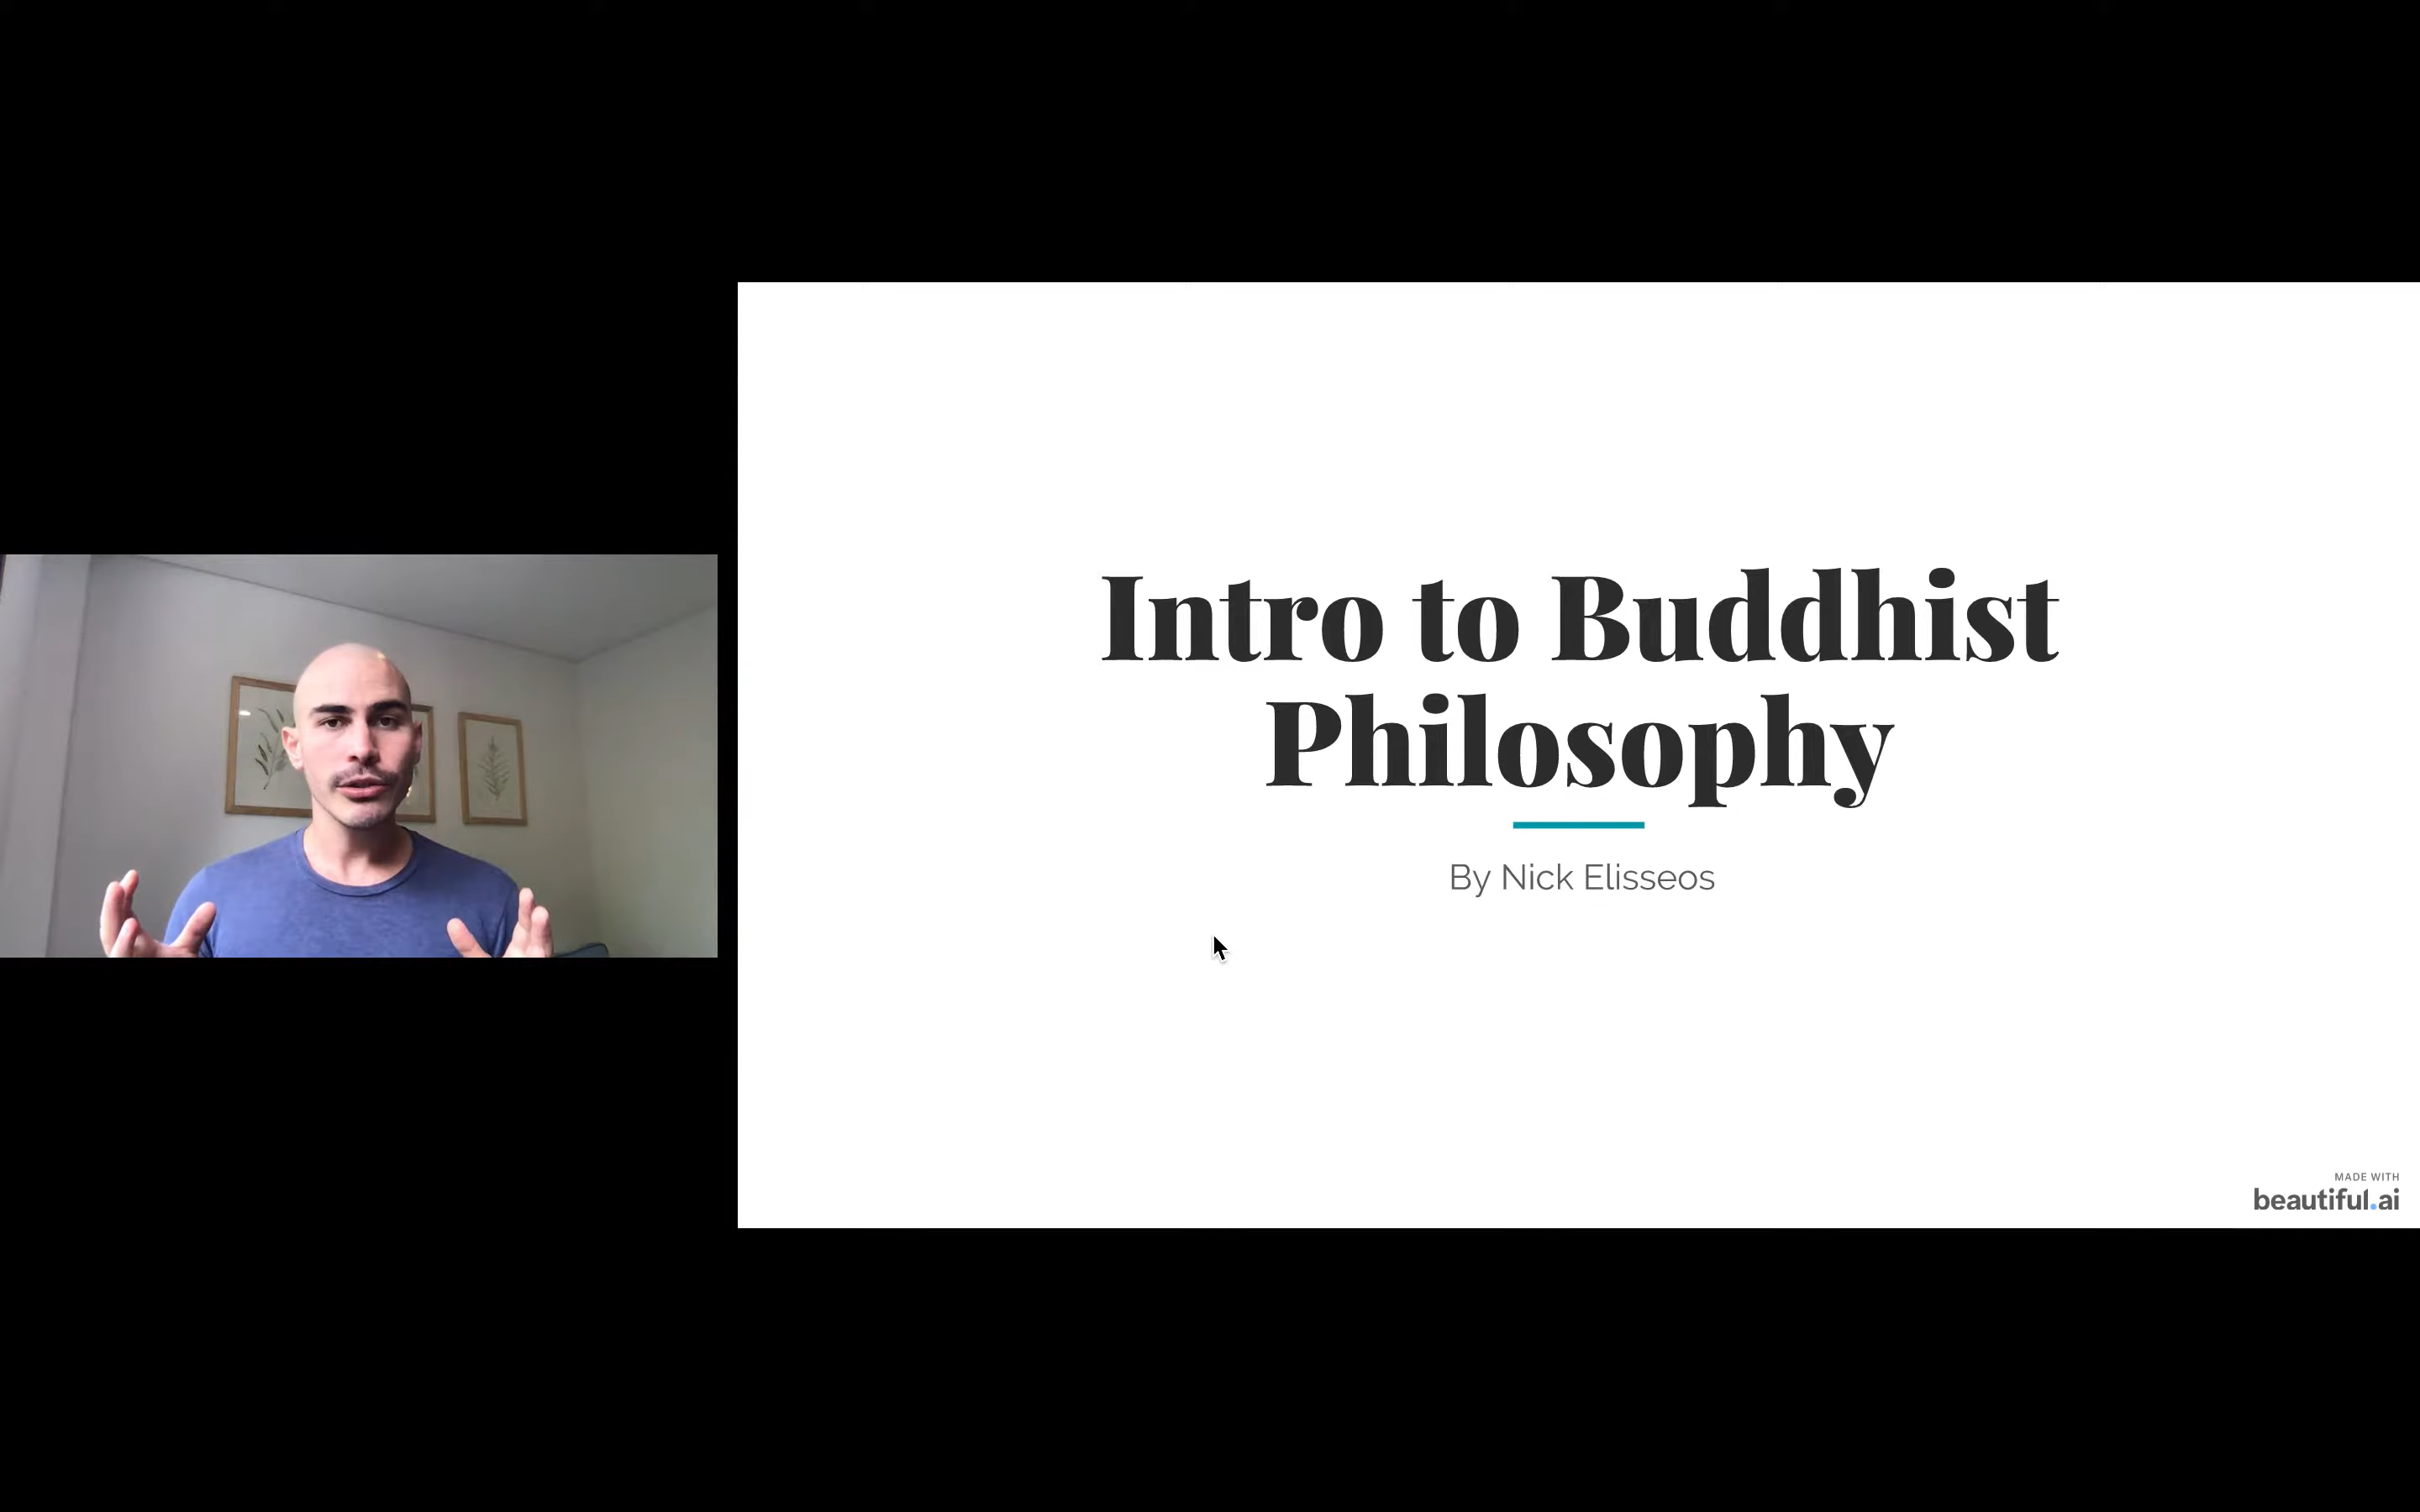 Intro to Buddhist
Philosophy
By Nick Elisseos
MADE WITH
beautiful.ai